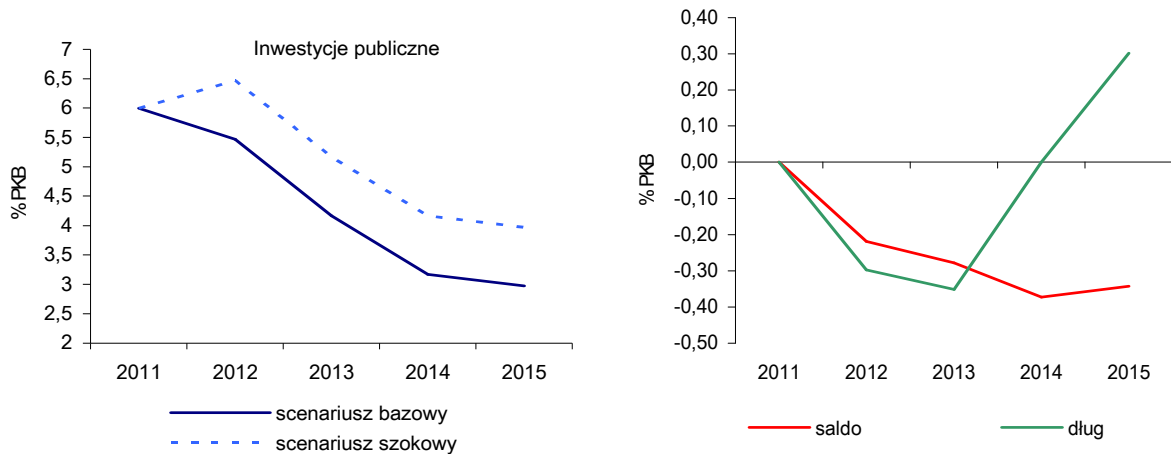 Inwestycje publiczne
%PKB
7
6,5
6
5,5
5
4,5
4
3,5
3
2,5
2
2011 2012 2013 2014 2015
scenariusz bazowy
scenariusz szokowy
%PKB
0,40
0,30
0,20
0,10
0,00
-0,10
-0,20
-0,30
-0,40
-0,50
2011 2012 2013 2014 2015
saldo dług